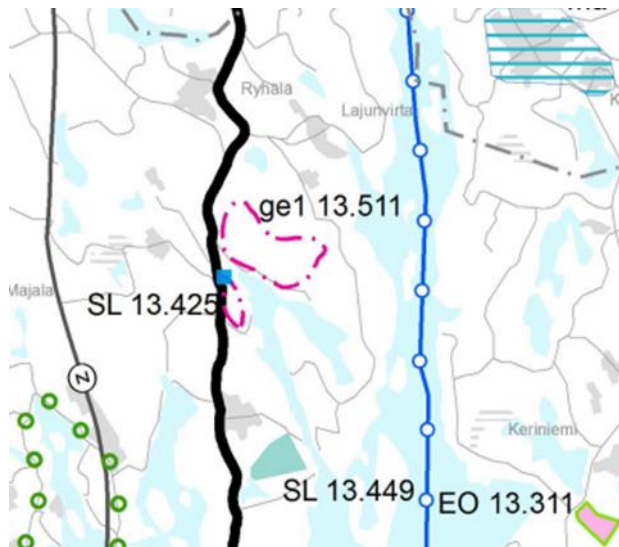 Ryhälä
Lajunvirta
ge1 13.511
Majala
SL 13.425
z
Keriniemi
SL 13.449
EO 13.311